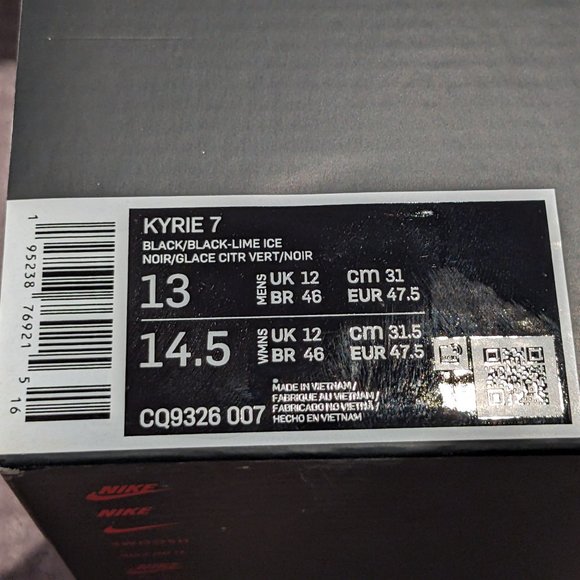 KYRIE 7
BLACK/BLACK-LIME ICE
NOIR/GLACE CITR VERT/NOIR
13 MENS UK 12 cm 31
BR 46 EUR 47.5
14.5 WMNS UK 12 cm 31.5
BR 46 EUR 47.5
CQ9326 007
MADE IN VIETNAM/
FABRIQUE AU VIETNAM/
FABRICADO NO VIETNÃ/
HECHO EN VIETNAM
1 95238 76921 5 16
NIKE
NIKE